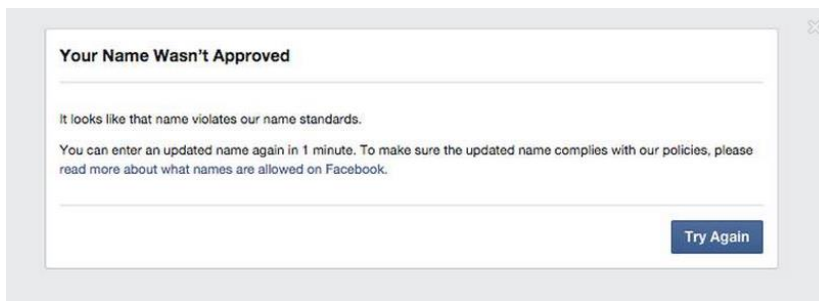 Your Name Wasn't Approved
It looks like that name violates our name standards.
You can enter an updated name again in 1 minute. To make sure the updated name complies with our policies, please
read more about what names are allowed on Facebook.
Try Again